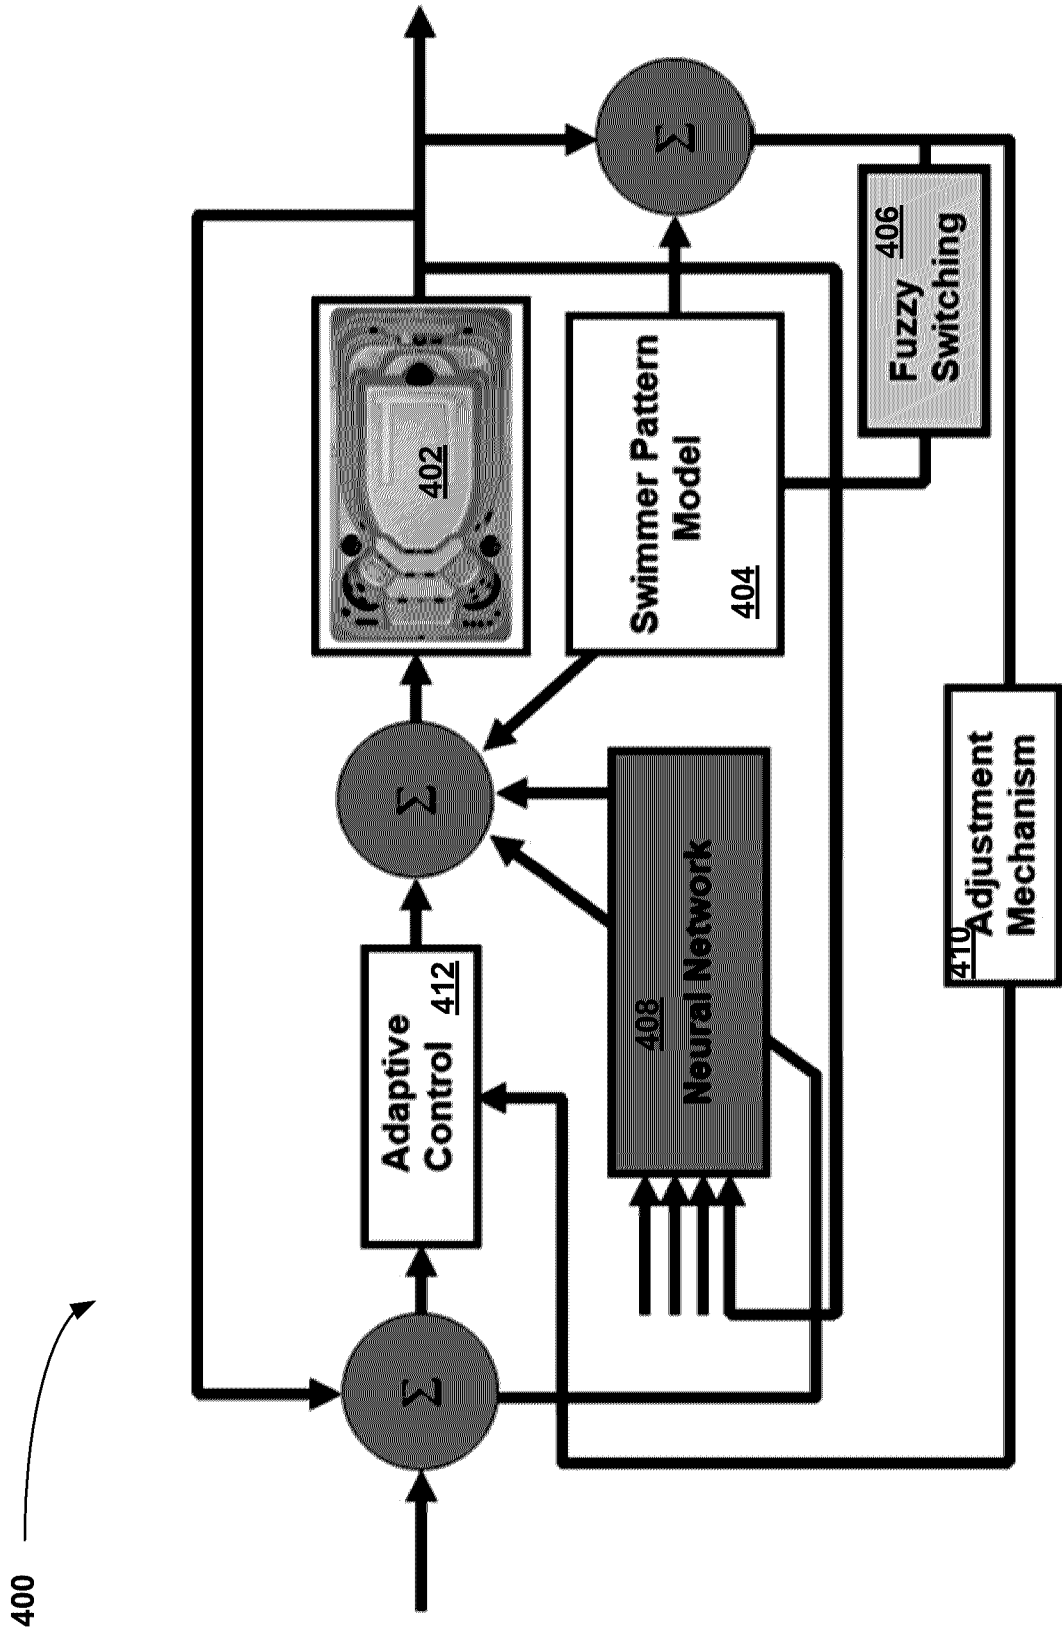 400
Σ
Adaptive
Control
412
Σ
402
Σ
408
Neural Network
Swimmer Pattern
Model
404
406
Fuzzy
Switching
410
Adjustment
Mechanism